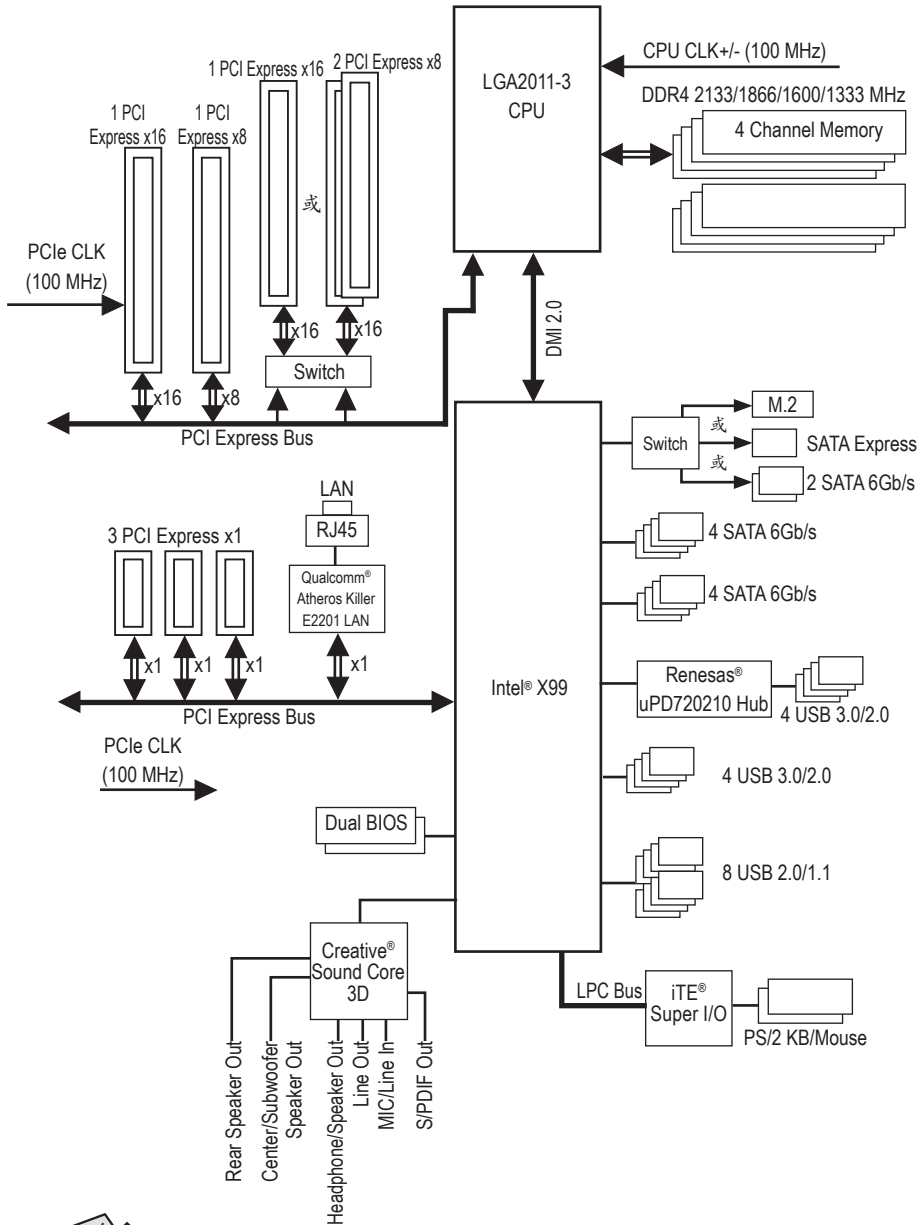 1 PCI Express x16
2 PCI Express x8
1 PCI
Express x16
1 PCI
Express x8
或
PCIe CLK
(100 MHz)
x16
x8
x16
x16
Switch
PCI Express Bus
LGA2011-3
CPU
CPU CLK+/- (100 MHz)
DDR4 2133/1866/1600/1333 MHz
4 Channel Memory
DMI 2.0
Switch
M.2
或
SATA Express
或
2 SATA 6Gb/s
4 SATA 6Gb/s
4 SATA 6Gb/s
LAN
RJ45
3 PCI Express x1
Qualcomm®
Atheros Killer
E2201 LAN
x1
x1
x1
x1
PCI Express Bus
PCIe CLK
(100 MHz)
Intel® X99
Renesas®
uPD720210 Hub
4 USB 3.0/2.0
4 USB 3.0/2.0
Dual BIOS
8 USB 2.0/1.1
Creative®
Sound Core
3D
LPC Bus
iTE®
Super I/O
PS/2 KB/Mouse
Rear Speaker Out
Center/Subwoofer
Speaker Out
Headphone/Speaker Out
Line Out
MIC/Line In
S/PDIF Out